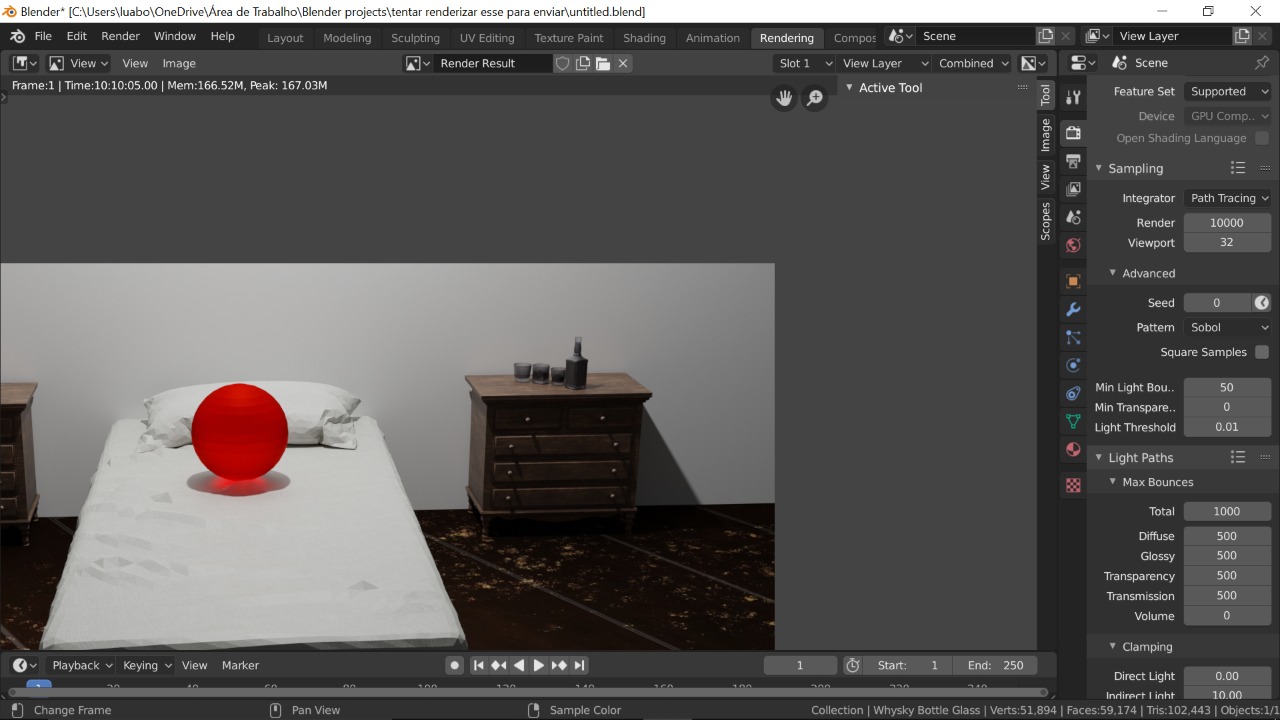 Blender* [C:\Users\luabo\OneDrive\Área de Trabalho\Blender projects\tentar renderizar esse para enviar\untitled.blend]
File Edit Render Window Help Layout Modeling Sculpting UV Editing Texture Paint Shading Animation Rendering Compos Scene View Layer
View View Image Render Result Slot 1 View Layer Combined Scene
Frame:1 | Time:10:10:05.00 | Mem:166.52M, Peak: 167.03M
Active Tool
Tool
Image
View
Scopes
Feature Set Supported
Device GPU Comp..
Open Shading Language
Sampling
Integrator Path Tracing
Render 10000
Viewport 32
Advanced
Seed 0
Pattern Sobol
Square Samples
Min Light Bou.. 50
Min Transpare.. 0
Light Threshold 0.01
Light Paths
Max Bounces
Total 1000
Diffuse 500
Glossy 500
Transparency 500
Transmission 500
Volume 0
Clamping
Direct Light 0.00
Indirect Light 10.00
Playback Keying View Marker 1 Start: 1 End: 250
1 20 40 60 80 100 120 140 160 180 200 220 240
Change Frame Pan View Sample Color Collection | Whysky Bottle Glass | Verts:51,894 | Faces:59,174 | Tris:102,443 | Objects:1/1